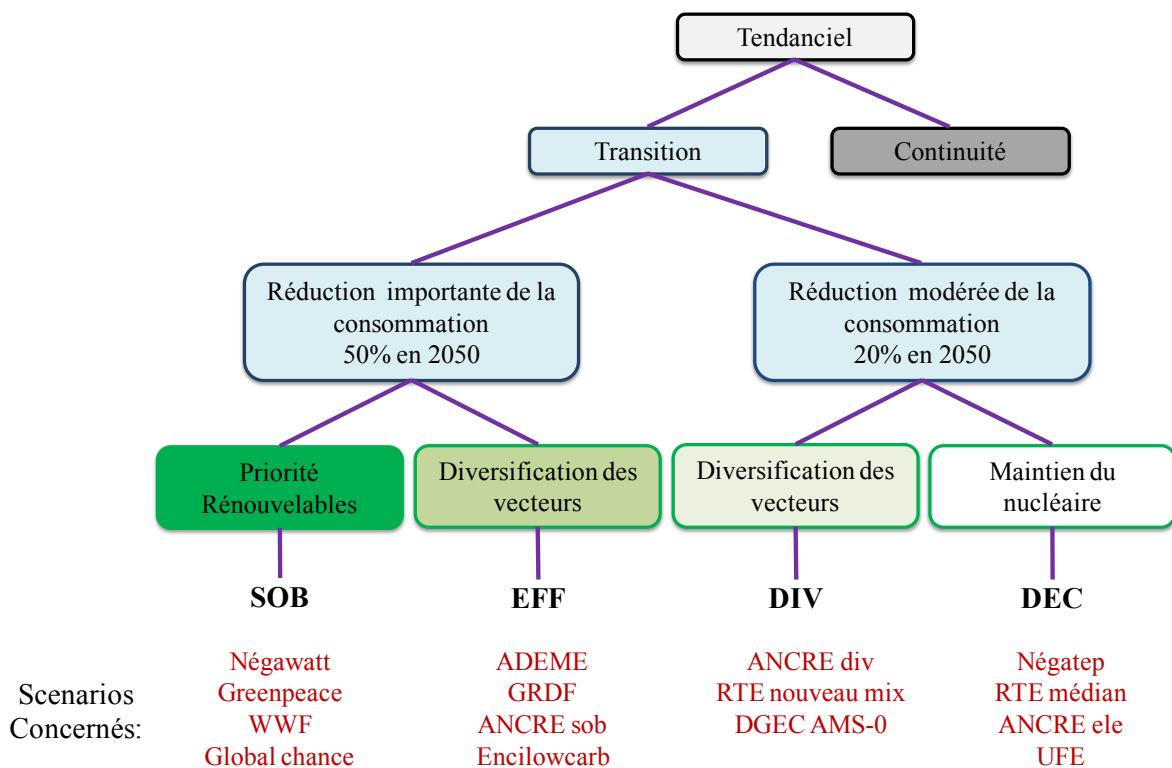 Tendanciel
Transition
Continuité
Réduction importante de la
consommation
50% en 2050
Réduction modérée de la
consommation
20% en 2050
Priorité
Rénouvelables
Diversification des
vecteurs
Diversification des
vecteurs
Maintien du
nucléaire
SOB
EFF
DIV
DEC
Scenarios
Concernés:
Négawatt
Greenpeace
WWF
Global chance
ADEME
GRDF
ANCRE sob
Encilowcarb
ANCRE div
RTE nouveau mix
DGEC AMS-0
Négatep
RTE médian
ANCRE ele
UFE